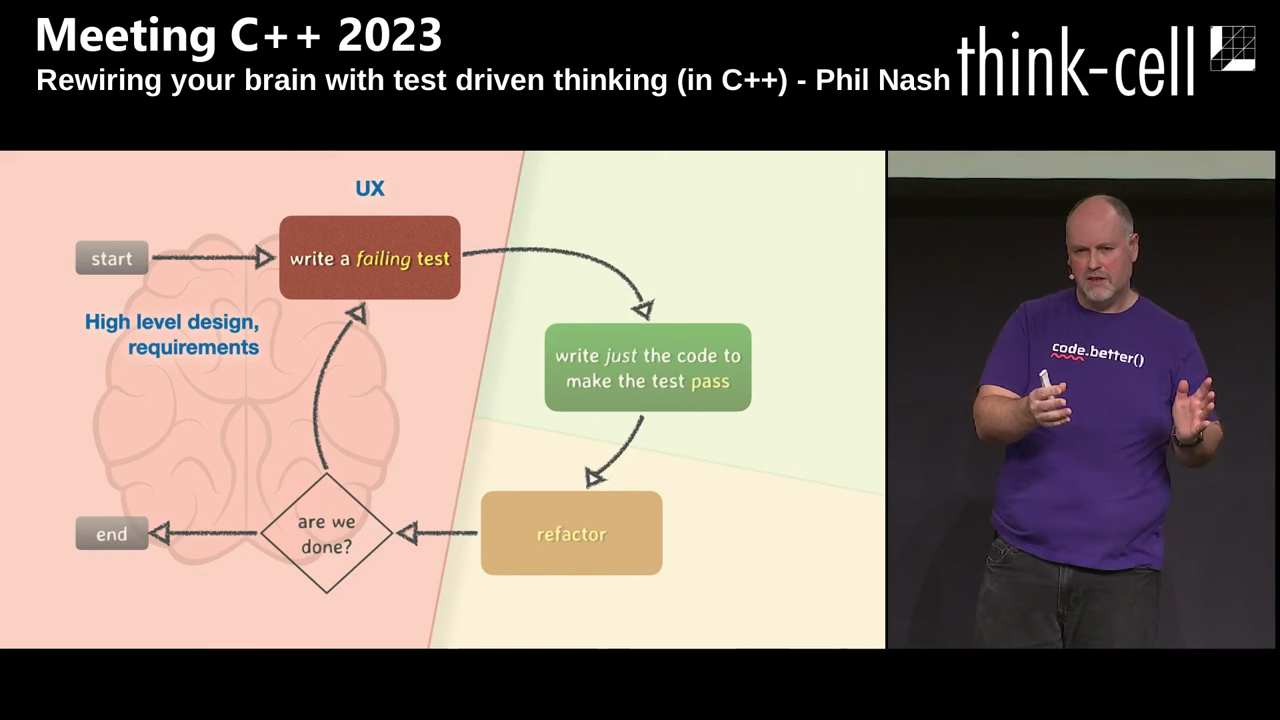 Meeting C++ 2023
Rewiring your brain with test driven thinking (in C++) - Phil Nash
think-cell
UX
start
write a failing test
High level design,
requirements
write just the code to
make the test pass
are we
done?
end
refactor
code.better()